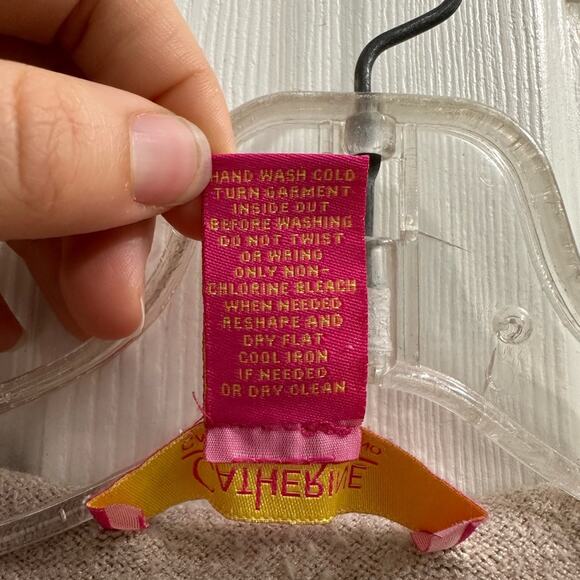 HAND WASH COLD
TURN GARMENT
INSIDE OUT
BEFORE WASHING
DO NOT TWIST
OR WRING
ONLY NON-
CHLORINE BLEACH
WHEN NEEDED
RESHAPE AND
DRY FLAT
COOL IRON
IF NEEDED
OR DRY CLEAN
CATHERINE